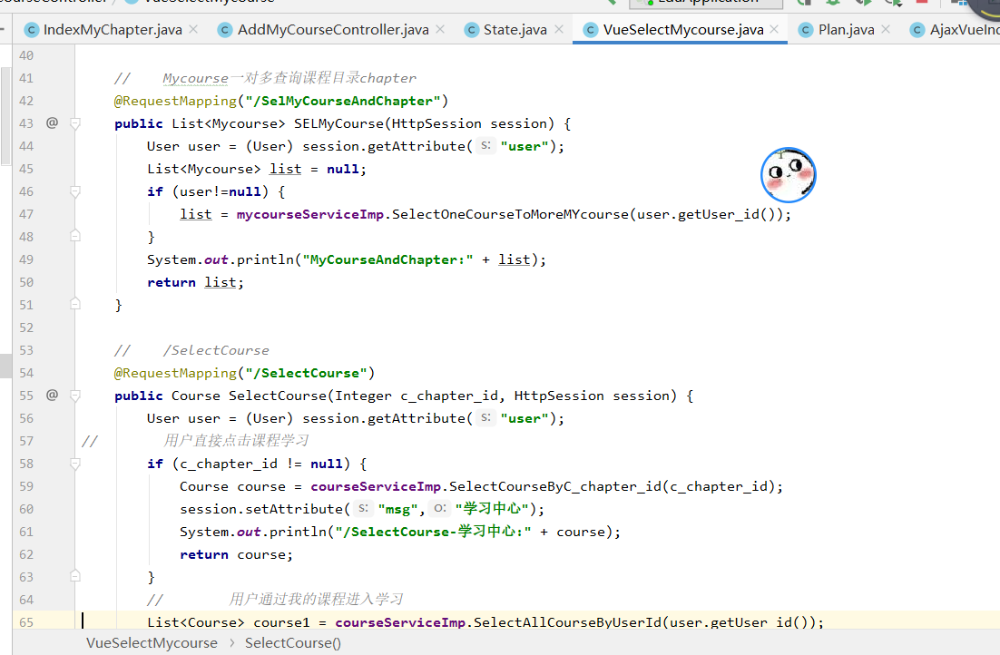 VueSelectMycourse
IndexMyChapter.java AddMyCourseController.java State.java VueSelectMycourse.java Plan.java
40
41 // Mycourse一对多查询课程目录chapter
42 @RequestMapping("/SelMyCourseAndChapter")
43 @ public List<Mycourse> SELMyCourse(HttpSession session) {
44 User user = (User) session.getAttribute( s: "user");
45 List<Mycourse> list = null;
46 if (user!=null) {
47 list = mycourseServiceImp.SelectOneCourseToMoreMYcourse(user.getUser_id());
48 }
49 System.out.println("MyCourseAndChapter:" + list);
50 return list;
51 }
52
53 // /SelectCourse
54 @RequestMapping("/SelectCourse")
55 @ public Course SelectCourse(Integer c_chapter_id, HttpSession session) {
56 User user = (User) session.getAttribute( s: "user");
57 // 用户直接点击课程学习
58 if (c_chapter_id != null) {
59 Course course = courseServiceImp.SelectCourseByC_chapter_id(c_chapter_id);
60 session.setAttribute( s: "msg", o: "学习中心");
61 System.out.println("/SelectCourse-学习中心:" + course);
62 return course;
63 }
64 // 用户通过我的课程进入学习
65 List<Course> course1 = courseServiceImp.SelectAllCourseByUserId(user.getUser_id());
VueSelectMycourse > SelectCourse()